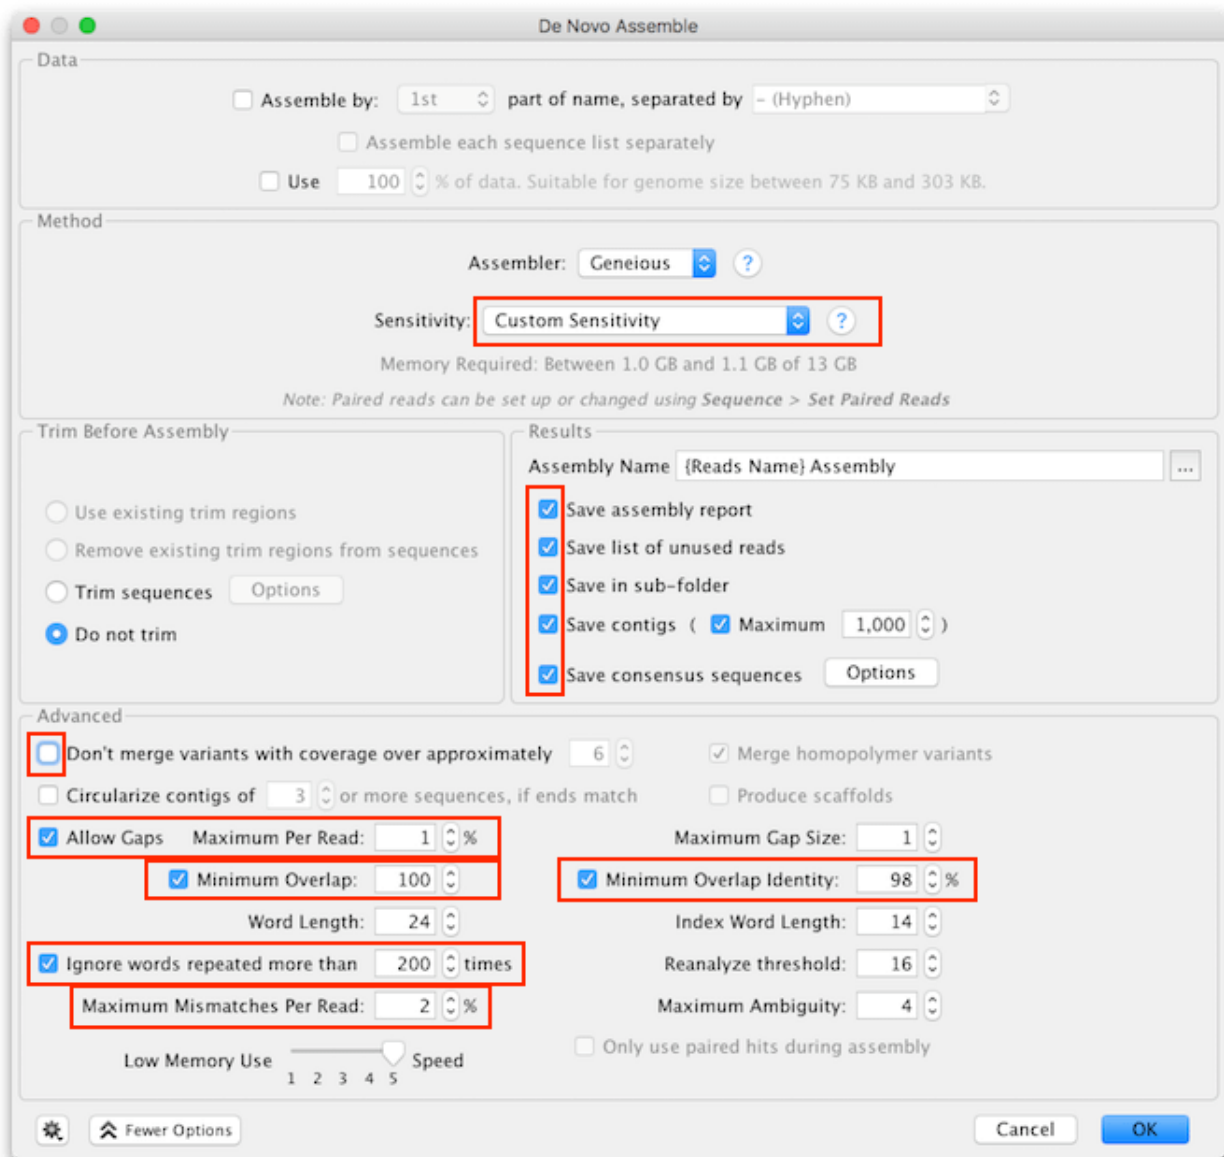 De Novo Assemble
Data
Assemble by: 1st part of name, separated by - (Hyphen)
Assemble each sequence list separately
Use 100 % of data. Suitable for genome size between 75 KB and 303 KB.
Method
Assembler: Geneious ?
Sensitivity: Custom Sensitivity ?
Memory Required: Between 1.0 GB and 1.1 GB of 13 GB
Note: Paired reads can be set up or changed using Sequence > Set Paired Reads
Trim Before Assembly
Use existing trim regions
Remove existing trim regions from sequences
Trim sequences Options
Do not trim
Results
Assembly Name {Reads Name} Assembly ...
Save assembly report
Save list of unused reads
Save in sub-folder
Save contigs ( Maximum 1,000 )
Save consensus sequences Options
Advanced
Don't merge variants with coverage over approximately 6 Merge homopolymer variants
Circularize contigs of 3 or more sequences, if ends match Produce scaffolds
Allow Gaps Maximum Per Read: 1 % Maximum Gap Size: 1
Minimum Overlap: 100 Minimum Overlap Identity: 98 %
Word Length: 24 Index Word Length: 14
Ignore words repeated more than 200 times Reanalyze threshold: 16
Maximum Mismatches Per Read: 2 % Maximum Ambiguity: 4
Low Memory Use Speed Only use paired hits during assembly
1 2 3 4 5
Fewer Options Cancel OK